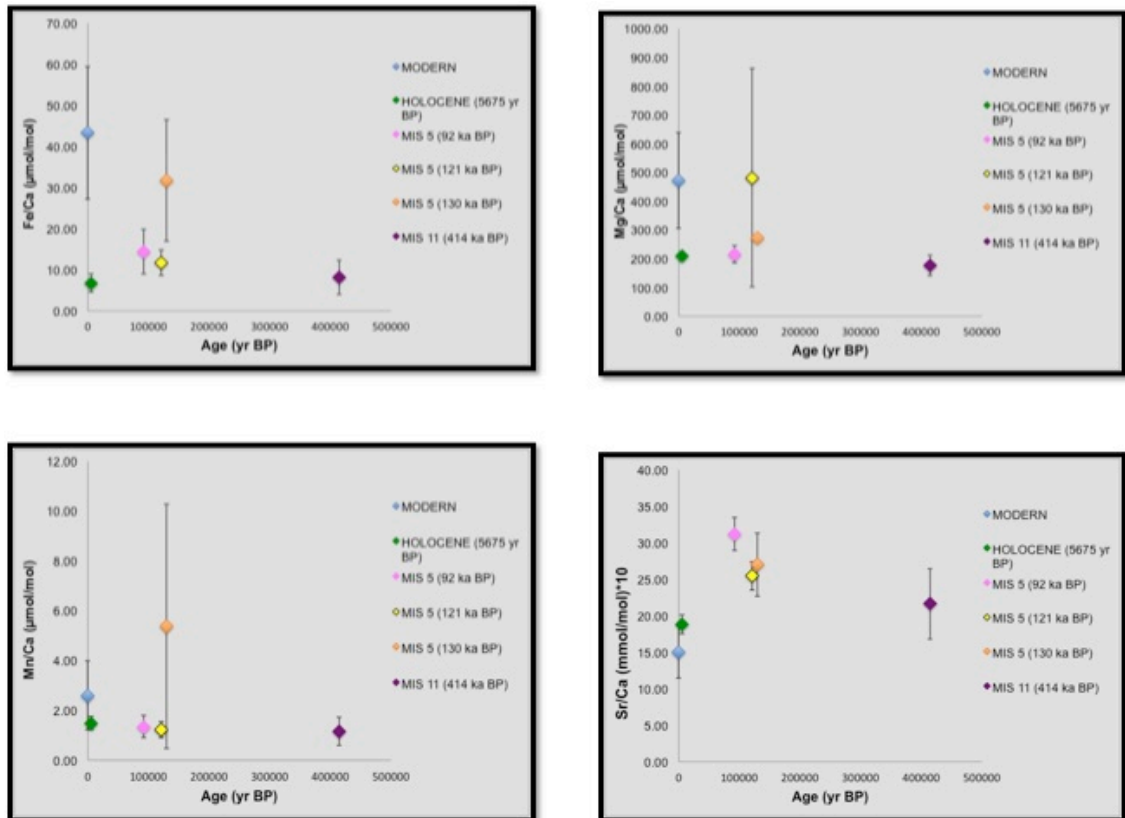 70.00
60.00
50.00
40.00
30.00
20.00
10.00
0.00
Fe/Ca (µmol/mol)
0 100000 200000 300000 400000 500000
Age (yr BP)
MODERN
HOLOCENE (5675 yr
BP)
MIS 5 (92 ka BP)
MIS 5 (121 ka BP)
MIS 5 (130 ka BP)
MIS 11 (414 ka BP)
1000.00
900.00
800.00
700.00
600.00
500.00
400.00
300.00
200.00
100.00
0.00
Mg/Ca (µmol/mol)
0 100000 200000 300000 400000 500000
Age (yr BP)
MODERN
HOLOCENE (5675 yr
BP)
MIS 5 (92 ka BP)
MIS 5 (121 ka BP)
MIS 5 (130 ka BP)
MIS 11 (414 ka BP)
12.00
10.00
8.00
6.00
4.00
2.00
0.00
Mn/Ca (µmol/mol)
0 100000 200000 300000 400000 500000
Age (yr BP)
MODERN
HOLOCENE (5675 yr
BP)
MIS 5 (92 ka BP)
MIS 5 (121 ka BP)
MIS 5 (130 ka BP)
MIS 11 (414 ka BP)
40.00
35.00
30.00
25.00
20.00
15.00
10.00
5.00
0.00
Sr/Ca (mmol/mol)*10
0 100000 200000 300000 400000 500000
Age (yr BP)
MODERN
HOLOCENE (5675 yr
BP)
MIS 5 (92 ka BP)
MIS 5 (121 ka BP)
MIS 5 (130 ka BP)
MIS 11 (414 ka BP)